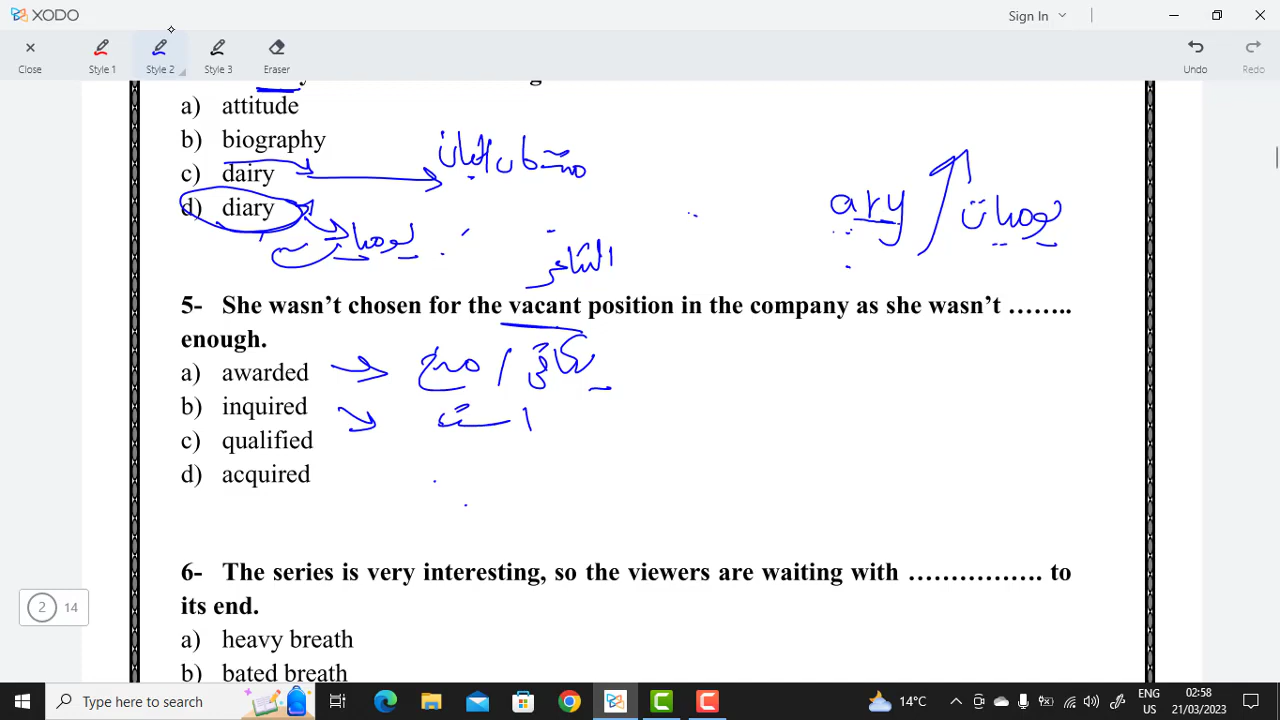 XODO
Sign In
Close
Style 1
Style 2
Style 3
Eraser
Undo
Redo
a) attitude
b) biography
منتجات البان
c) dairy
d) diary
يوميات
ary
يوميات
5- She wasn’t chosen for the vacant position in the company as she wasn’t ……..
enough.
a) awarded
يكافئ / منح
b) inquired
c) qualified
d) acquired
6- The series is very interesting, so the viewers are waiting with ……………. to
its end.
a) heavy breath
b) bated breath
2 14
Type here to search
14°C
ENG
US
02:58
21/03/2023